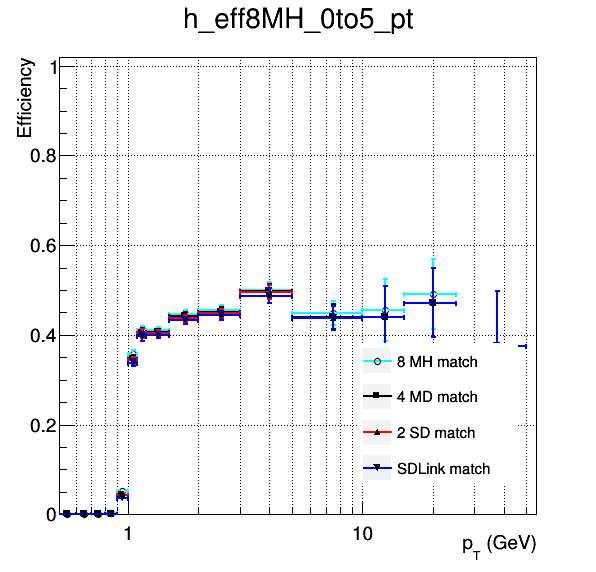 h_eff8MH_0to5_pt
Efficiency
1
0.8
0.6
0.4
0.2
0
8 MH match
4 MD match
2 SD match
SDLink match
1
10
p_T (GeV)